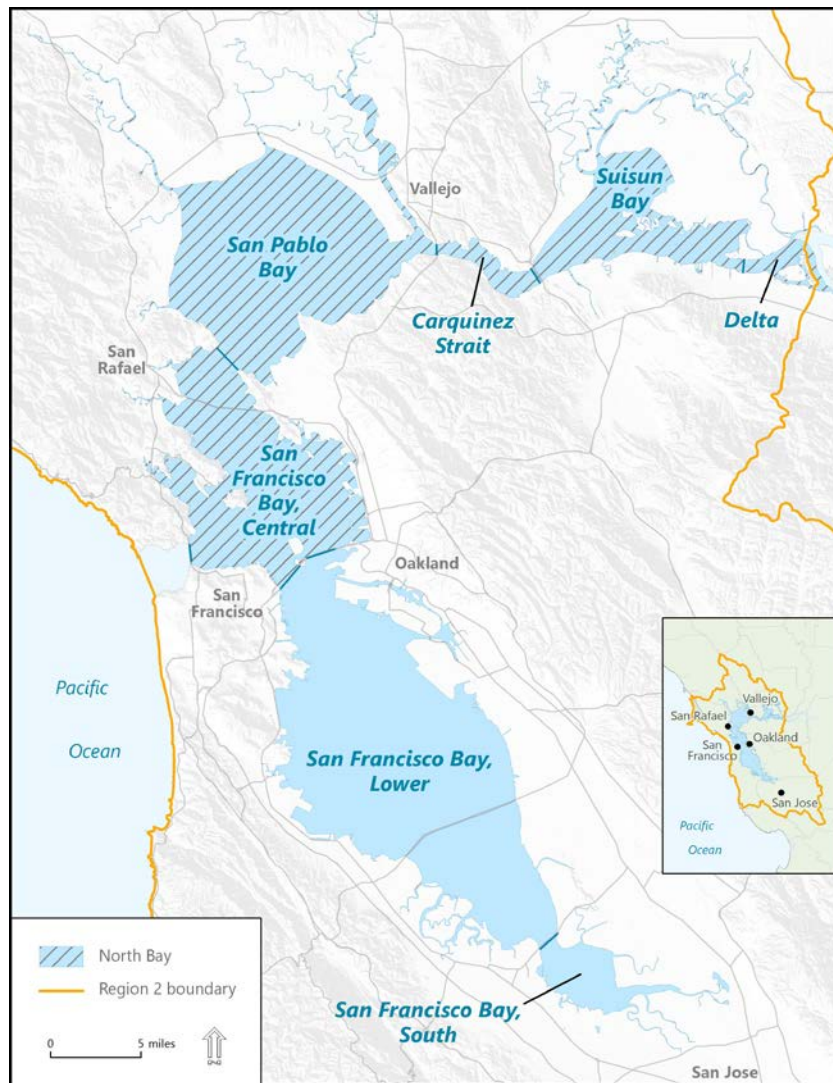 Vallejo
Suisun
Bay
San Pablo
Bay
Carquinez
Strait
Delta
San
Rafael
San
Francisco
Bay,
Central
Oakland
San
Francisco
Pacific
Ocean
San Francisco Bay,
Lower
Vallejo
San Rafael
Oakland
San
Francisco
San Jose
Pacific
Ocean
North Bay
Region 2 boundary
0 5 miles
San Francisco Bay,
South
San Jose